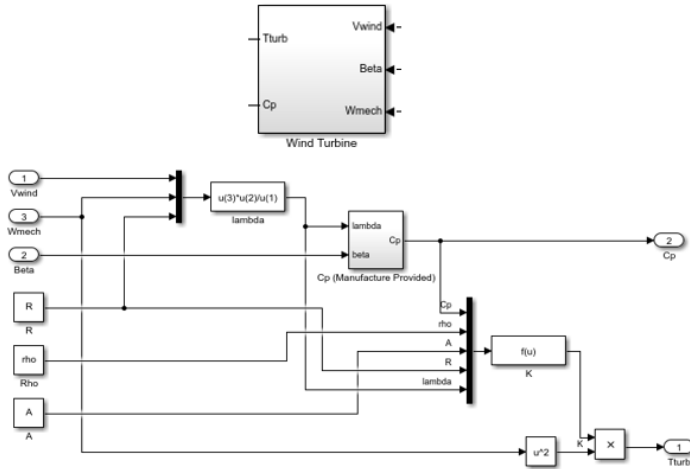 Vwind
Tturb
Beta
Cp
Wmech
Wind Turbine
1
Vwind
u(3)*u(2)/u(1)
lambda
3
Wmech
lambda
Cp
beta
Cp (Manufacture Provided)
2
Cp
2
Beta
R
R
Cp
rho
rho
Rho
A
R
lambda
f(u)
K
A
A
u^2
K
×
1
Tturb